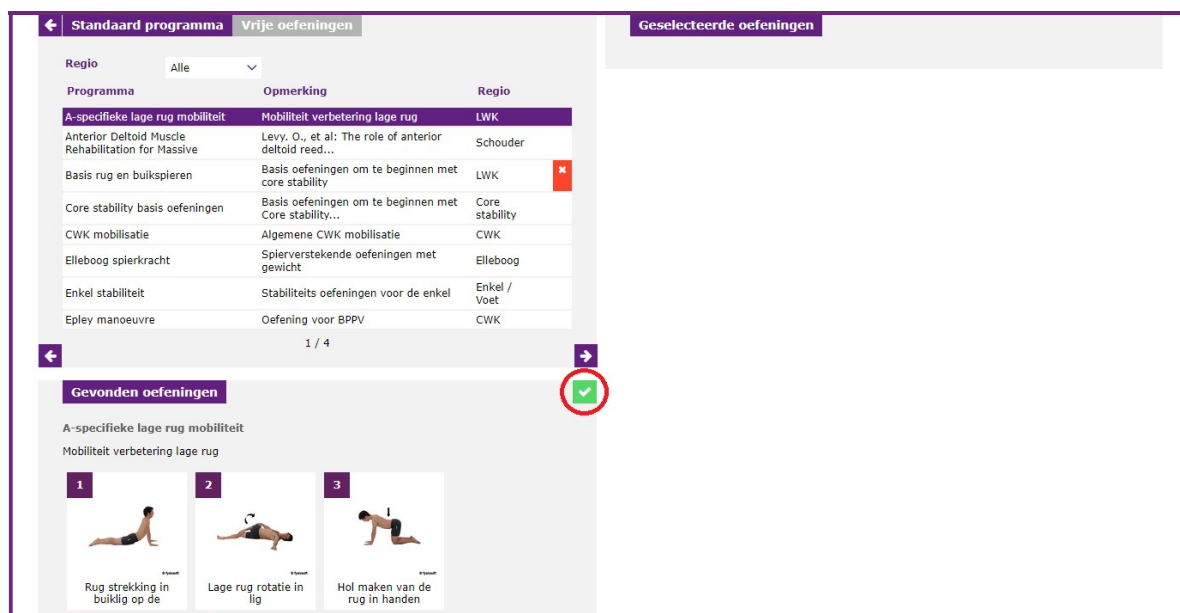 Standaard programma Vrije oefeningen
Geselecteerde oefeningen
Regio Alle
Programma Opmerking Regio
A-specifieke lage rug mobiliteit Mobiliteit verbetering lage rug LWK
Anterior Deltoid Muscle
Rehabilitation for Massive
Levy. O., et al: The role of anterior
deltoid reed...
Schouder
Basis rug en buikspieren
Basis oefeningen om te beginnen met
core stability
LWK
Core stability basis oefeningen
Basis oefeningen om te beginnen met
Core stability...
Core
stability
CWK mobilisatie Algemene CWK mobilisatie CWK
Elleboog spierkracht
Spierverstekende oefeningen met
gewicht
Elleboog
Enkel stabiliteit
Stabiliteits oefeningen voor de enkel
Enkel /
Voet
Epley manoeuvre Oefening voor BPPV CWK
1 / 4
Gevonden oefeningen
A-specifieke lage rug mobiliteit
Mobiliteit verbetering lage rug
1
Rug strekking in
buiklig op de
2
Lage rug rotatie in
lig
3
Hol maken van de
rug in handen